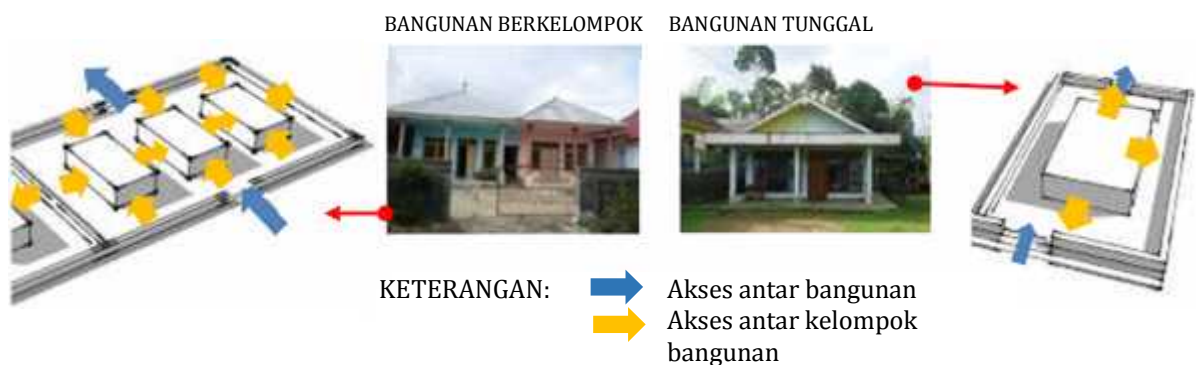 BANGUNAN BERKELOMPOK
BANGUNAN TUNGGAL
KETERANGAN:
Akses antar bangunan
Akses antar kelompok
bangunan